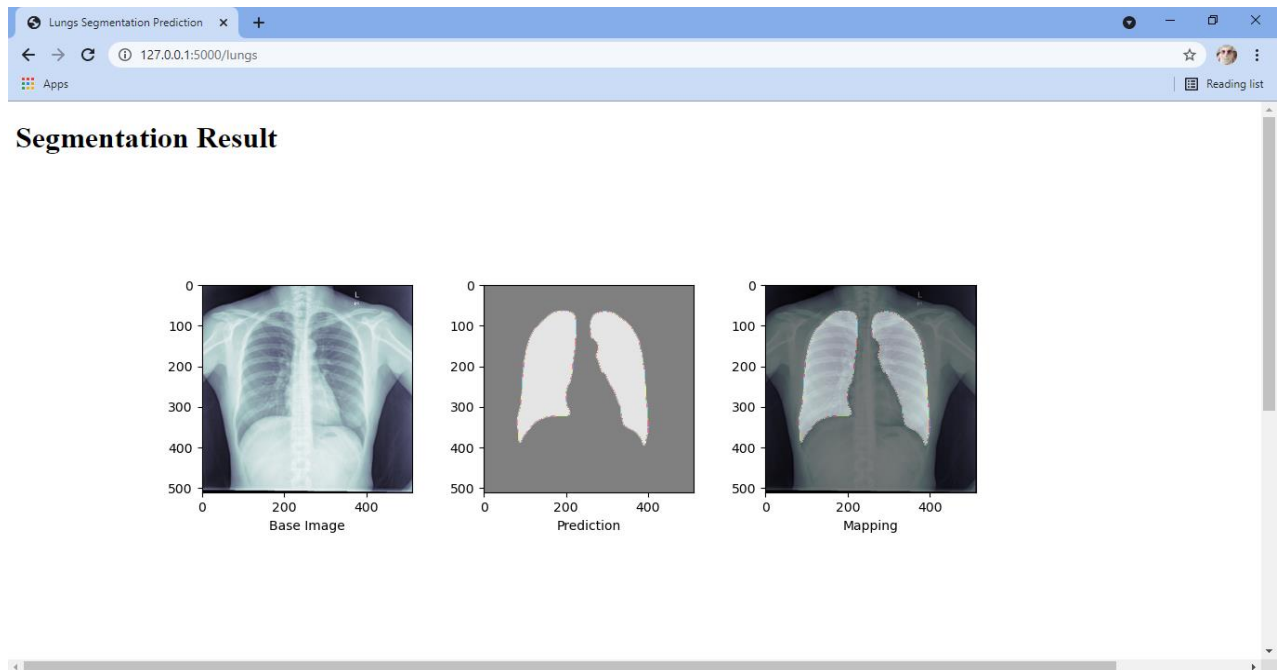 Lungs Segmentation Prediction
127.0.0.1:5000/lungs
Apps
Reading list
Segmentation Result
0
100
200
300
400
500
0 200 400
Base Image
0
100
200
300
400
500
0 200 400
Prediction
0
100
200
300
400
500
0 200 400
Mapping
L
L